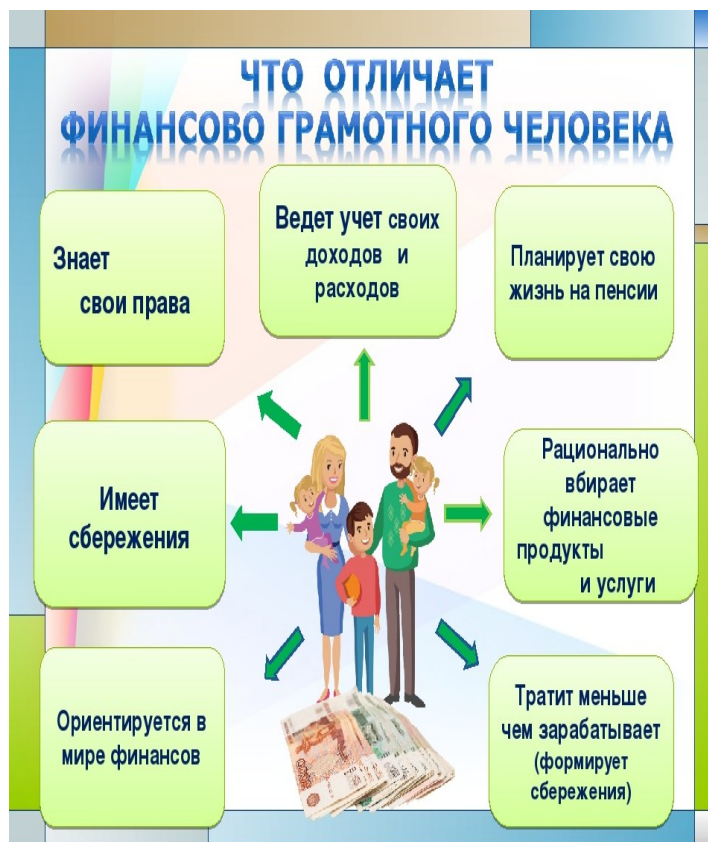 ЧТО ОТЛИЧАЕТ
ФИНАНСОВО ГРАМОТНОГО ЧЕЛОВЕКА
Знает
свои права
Ведет учет своих
доходов и
расходов
Планирует свою
жизнь на пенсии
Имеет
сбережения
Рационально
вбирает
финансовые
продукты
и услуги
Ориентируется в
мире финансов
Тратит меньше
чем зарабатывает
(формирует
сбережения)